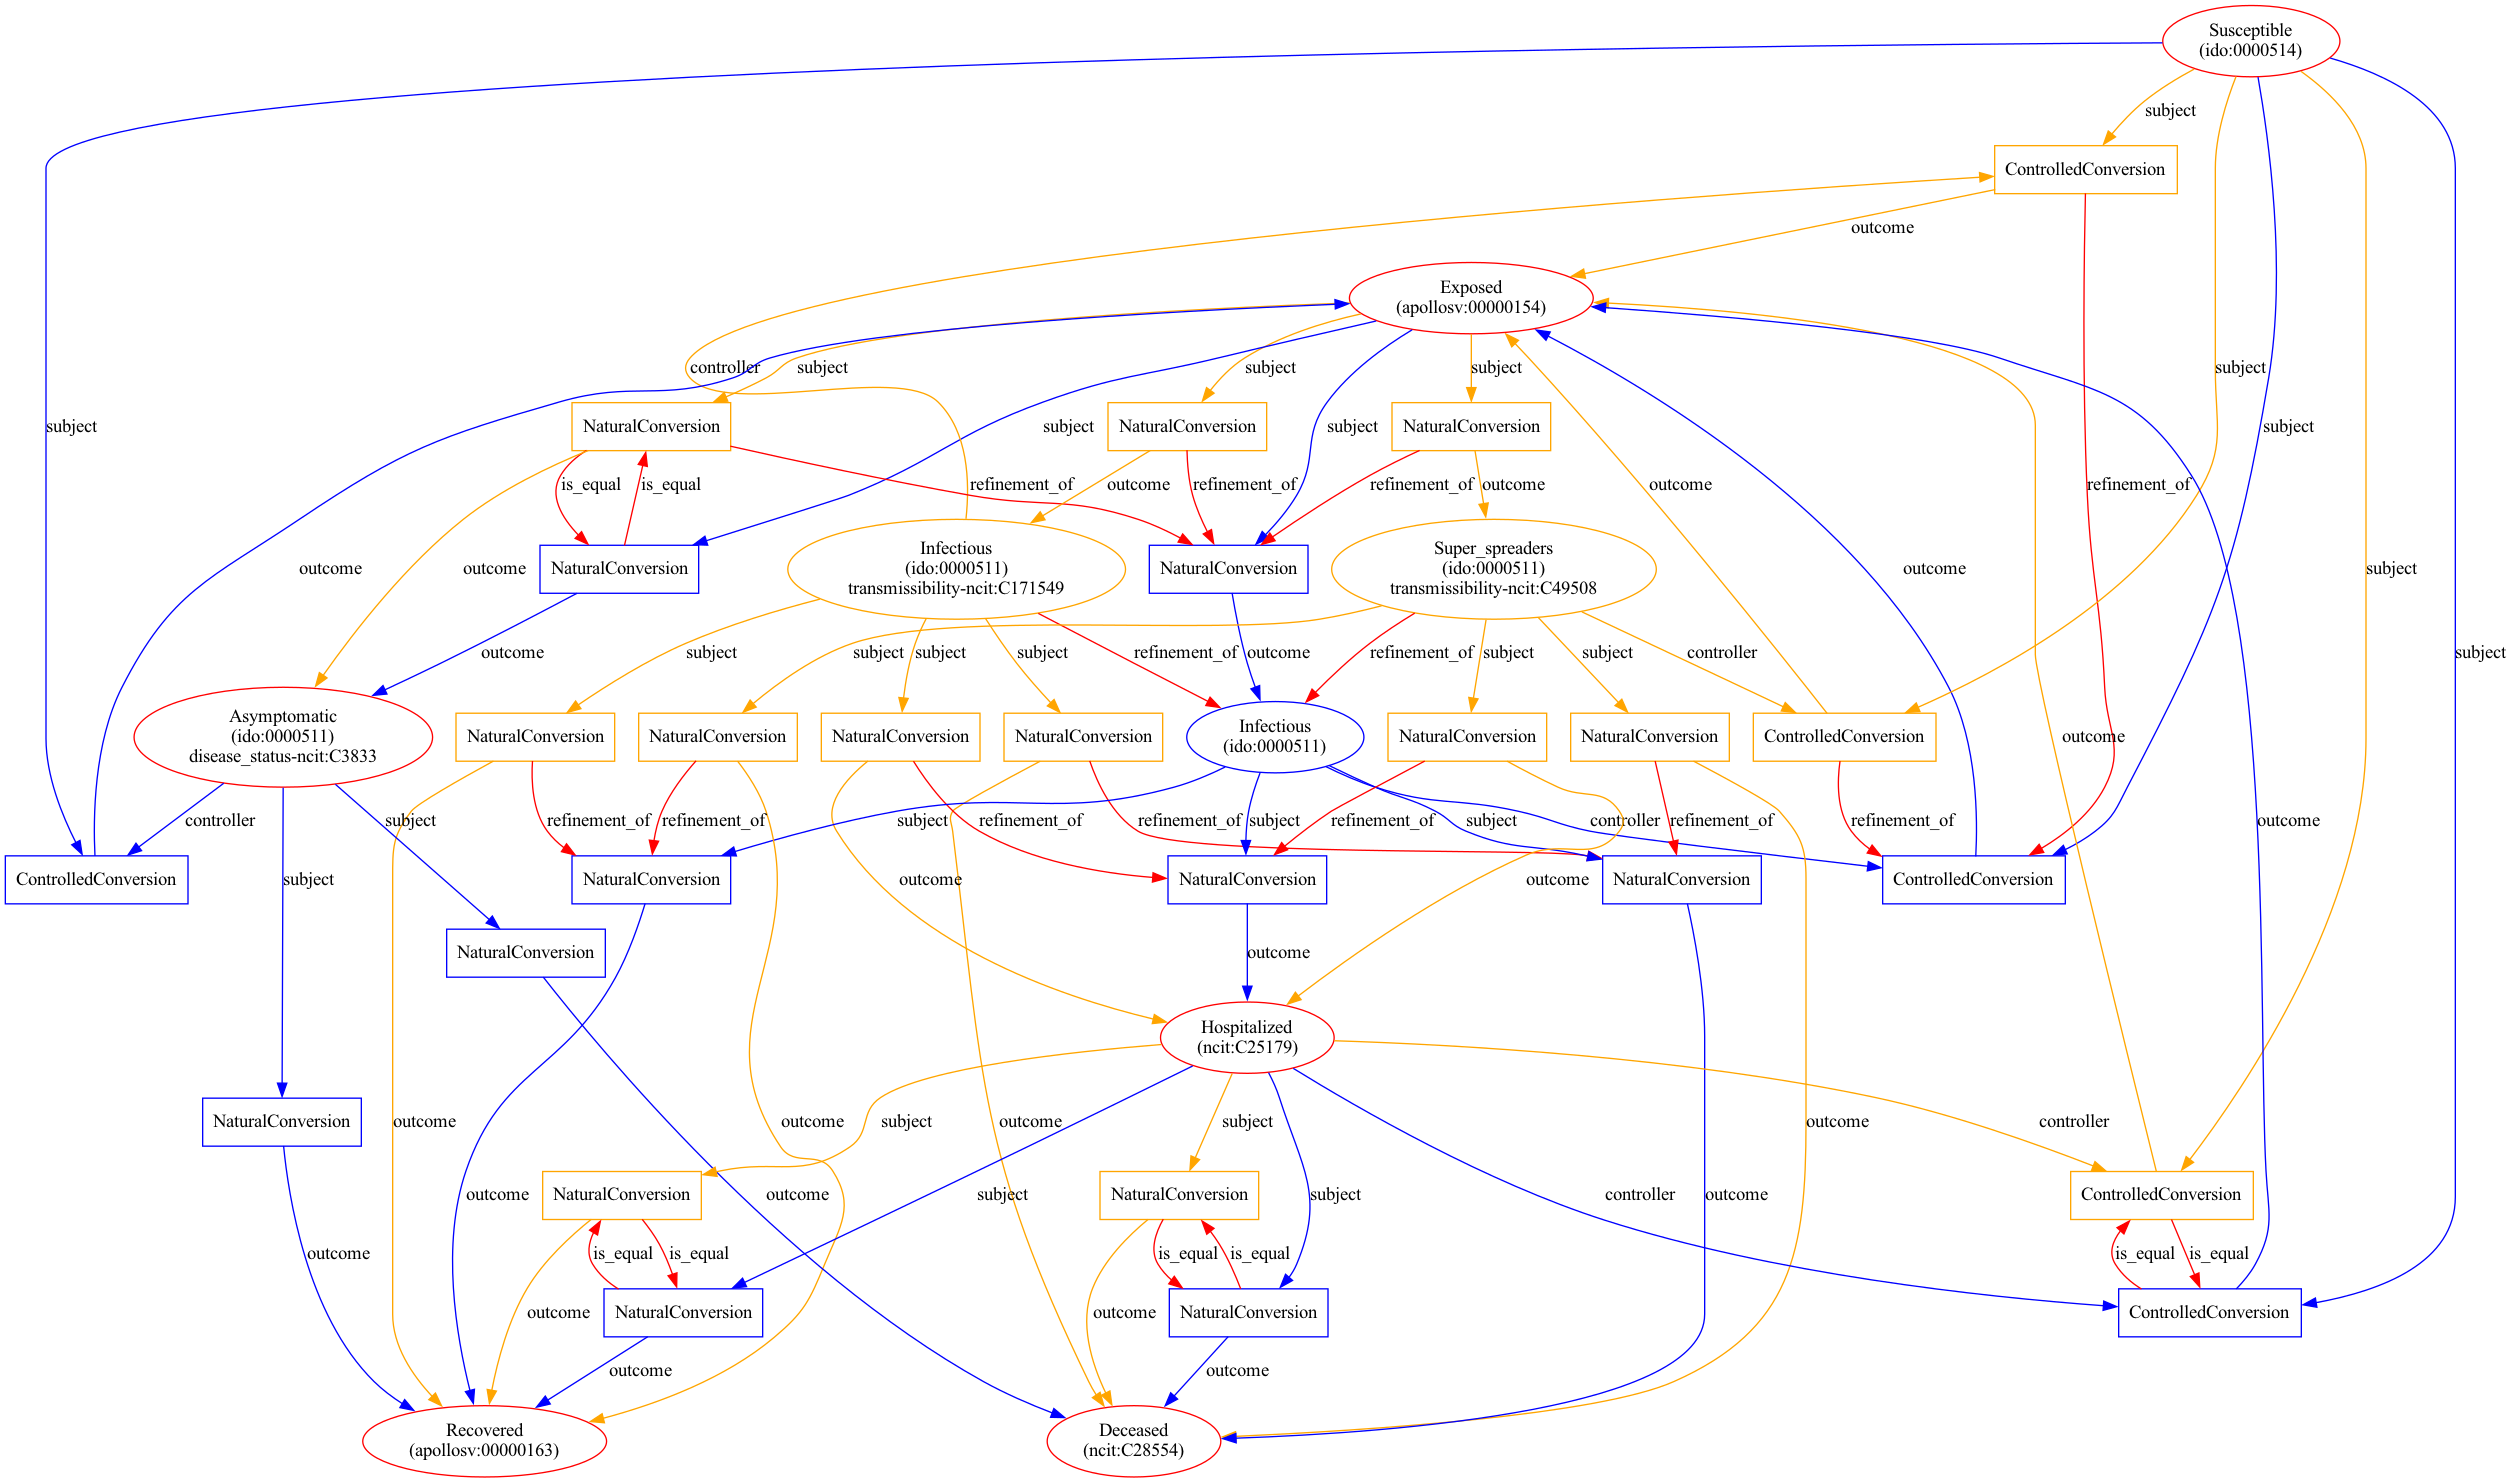 Susceptible
(ido:0000514)
subject
ControlledConversion
outcome
Exposed
(apollosv:00000154)
controller
subject
subject
subject
subject
subject
NaturalConversion
NaturalConversion
NaturalConversion
subject
subject
subject
is_equal
is_equal
refinement_of
outcome
refinement_of
refinement_of
outcome
outcome
refinement_of
outcome
outcome
NaturalConversion
Infectious
(ido:0000511)
transmissibility-ncit:C171549
NaturalConversion
Super_spreaders
(ido:0000511)
transmissibility-ncit:C49508
outcome
subject
outcome
subject
subject
subject
subject
refinement_of
outcome
refinement_of
subject
subject
controller
subject
Asymptomatic
(ido:0000511)
disease_status-ncit:C3833
NaturalConversion
NaturalConversion
NaturalConversion
NaturalConversion
Infectious
(ido:0000511)
NaturalConversion
NaturalConversion
ControlledConversion
outcome
controller
subject
refinement_of
refinement_of
subject
refinement_of
refinement_of
subject
refinement_of
subject
controller
refinement_of
refinement_of
outcome
ControlledConversion
subject
NaturalConversion
outcome
NaturalConversion
outcome
NaturalConversion
ControlledConversion
NaturalConversion
outcome
Hospitalized
(ncit:C25179)
NaturalConversion
outcome
outcome
subject
outcome
subject
outcome
controller
outcome
outcome
NaturalConversion
outcome
subject
NaturalConversion
subject
outcome
controller
ControlledConversion
outcome
is_equal
is_equal
is_equal
is_equal
is_equal
is_equal
outcome
NaturalConversion
outcome
NaturalConversion
ControlledConversion
outcome
outcome
Recovered
(apollosv:00000163)
Deceased
(ncit:C28554)